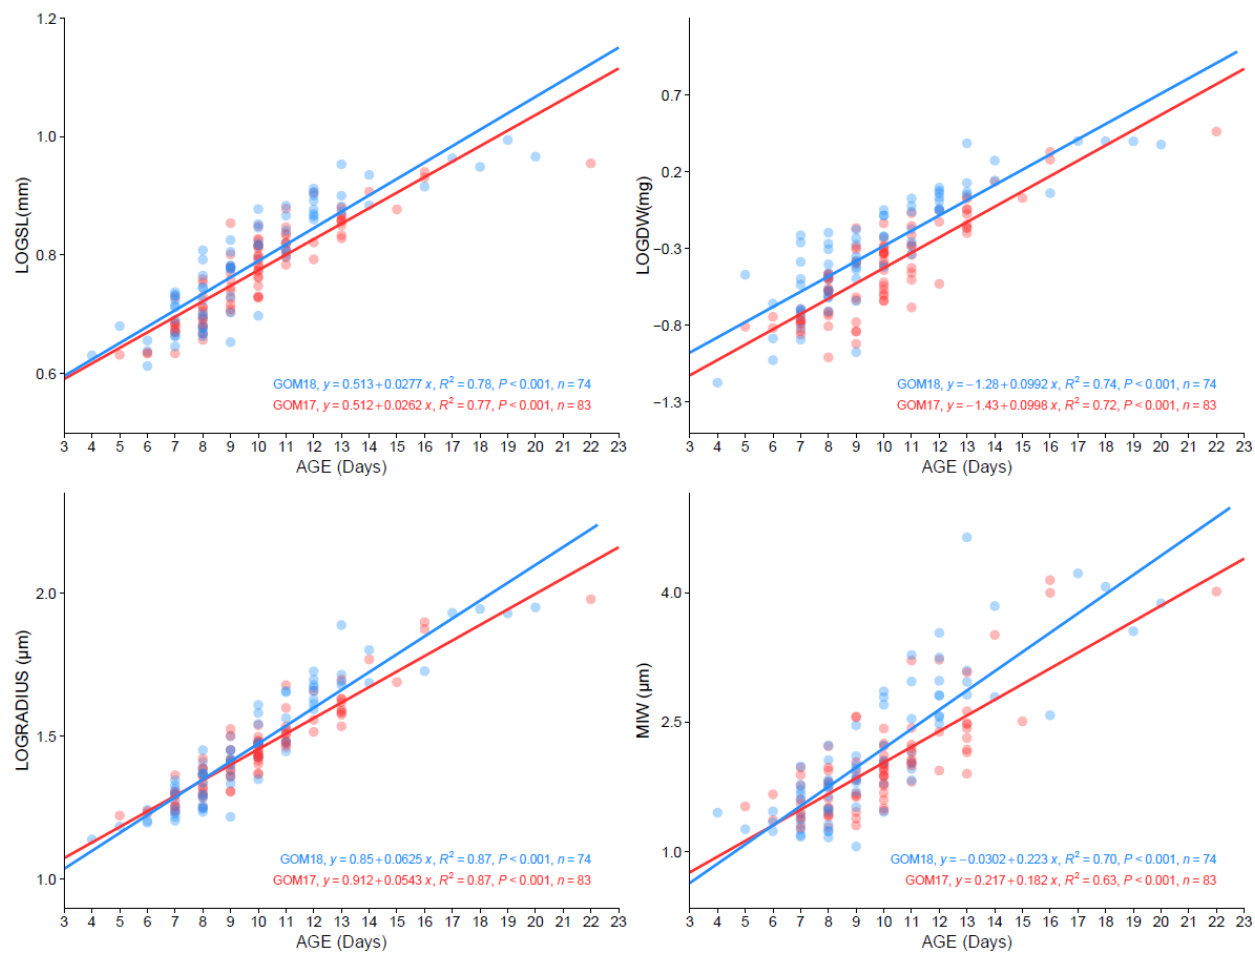 1.2
1.0
0.8
0.6
LOGSL(mm)
GOM18, y = 0.513+0.0277 x, R² = 0.78, P < 0.001, n = 74
GOM17, y = 0.512+0.0262 x, R² = 0.77, P < 0.001, n = 83
3 4 5 6 7 8 9 10 11 12 13 14 15 16 17 18 19 20 21 22 23
AGE (Days)
0.7
0.2
−0.3
−0.8
−1.3
LOGDW(mg)
GOM18, y = −1.28+0.0992 x, R² = 0.74, P < 0.001, n = 74
GOM17, y = −1.43+0.0998 x, R² = 0.72, P < 0.001, n = 83
3 4 5 6 7 8 9 10 11 12 13 14 15 16 17 18 19 20 21 22 23
AGE (Days)
2.0
1.5
1.0
LOGRADIUS (µm)
GOM18, y = 0.85+0.0625 x, R² = 0.87, P < 0.001, n = 74
GOM17, y = 0.912+0.0543 x, R² = 0.87, P < 0.001, n = 83
3 4 5 6 7 8 9 10 11 12 13 14 15 16 17 18 19 20 21 22 23
AGE (Days)
4.0
2.5
1.0
MIW (µm)
GOM18, y = −0.0302+0.223 x, R² = 0.70, P < 0.001, n = 74
GOM17, y = 0.217+0.182 x, R² = 0.63, P < 0.001, n = 83
3 4 5 6 7 8 9 10 11 12 13 14 15 16 17 18 19 20 21 22 23
AGE (Days)